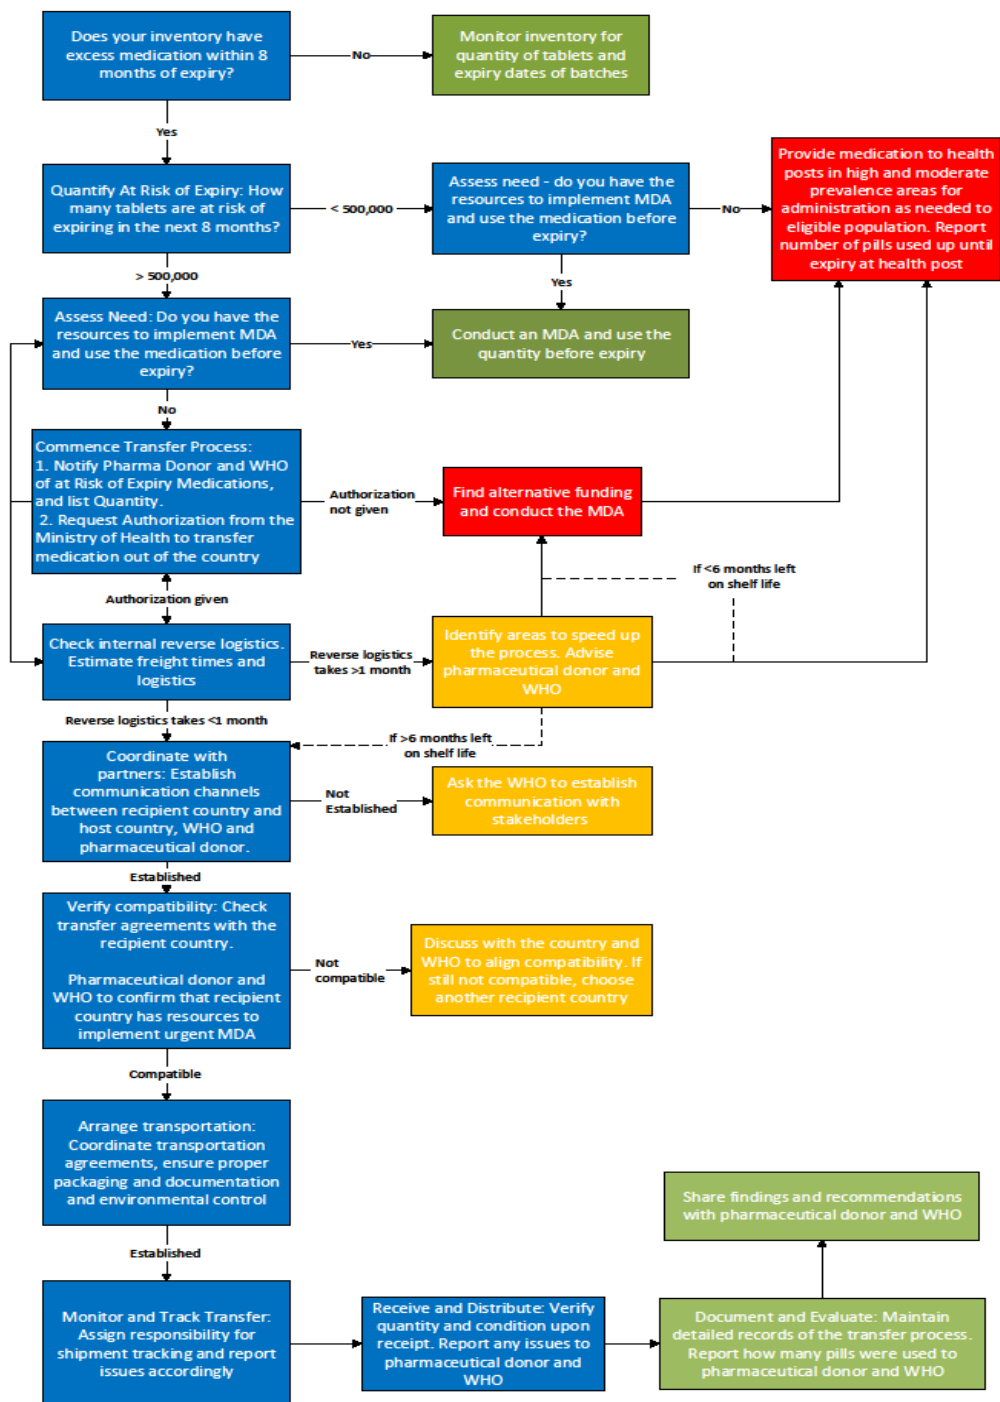 Does your inventory have
excess medication within 8
months of expiry?
No
Monitor inventory for
quantity of tablets and
expiry dates of batches
Yes
Quantify At Risk of Expiry: How
many tablets are at risk of
expiring in the next 8 months?
< 500,000
Assess need - do you have the
resources to implement MDA
and use the medication before
expiry?
No
Provide medication to health
posts in high and moderate
prevalence areas for
administration as needed to
eligible population. Report
number of pills used up until
expiry at health post
> 500,000
Yes
Assess Need: Do you have the
resources to implement MDA
and use the medication before
expiry?
Yes
Conduct an MDA and use the
quantity before expiry
No
Commence Transfer Process:
1. Notify Pharma Donor and WHO
of at Risk of Expiry Medications,
and list Quantity.
2. Request Authorization from the
Ministry of Health to transfer
medication out of the country
Authorization
not given
Find alternative funding
and conduct the MDA
If <6 months left
on shelf life
Authorization given
Check internal reverse logistics.
Estimate freight times and
logistics
Reverse logistics
takes >1 month
Identify areas to speed up
the process. Advise
pharmaceutical donor and
WHO
Reverse logistics takes <1 month
If >6 months left
on shelf life
Coordinate with
partners: Establish
communication channels
between recipient country and
host country, WHO and
pharmaceutical donor.
Not
Established
Ask the WHO to establish
communication with
stakeholders
Established
Verify compatibility: Check
transfer agreements with the
recipient country.
Pharmaceutical donor and
WHO to confirm that recipient
country has resources to
implement urgent MDA
Not
compatible
Discuss with the country and
WHO to align compatibility. If
still not compatible, choose
another recipient country
Compatible
Arrange transportation:
Coordinate transportation
agreements, ensure proper
packaging and documentation
and environmental control
Established
Share findings and recommendations
with pharmaceutical donor and WHO
Monitor and Track Transfer:
Assign responsibility for
shipment tracking and report
issues accordingly
Receive and Distribute: Verify
quantity and condition upon
receipt. Report any issues to
pharmaceutical donor and
WHO
Document and Evaluate: Maintain
detailed records of the transfer process.
Report how many pills were used to
pharmaceutical donor and WHO